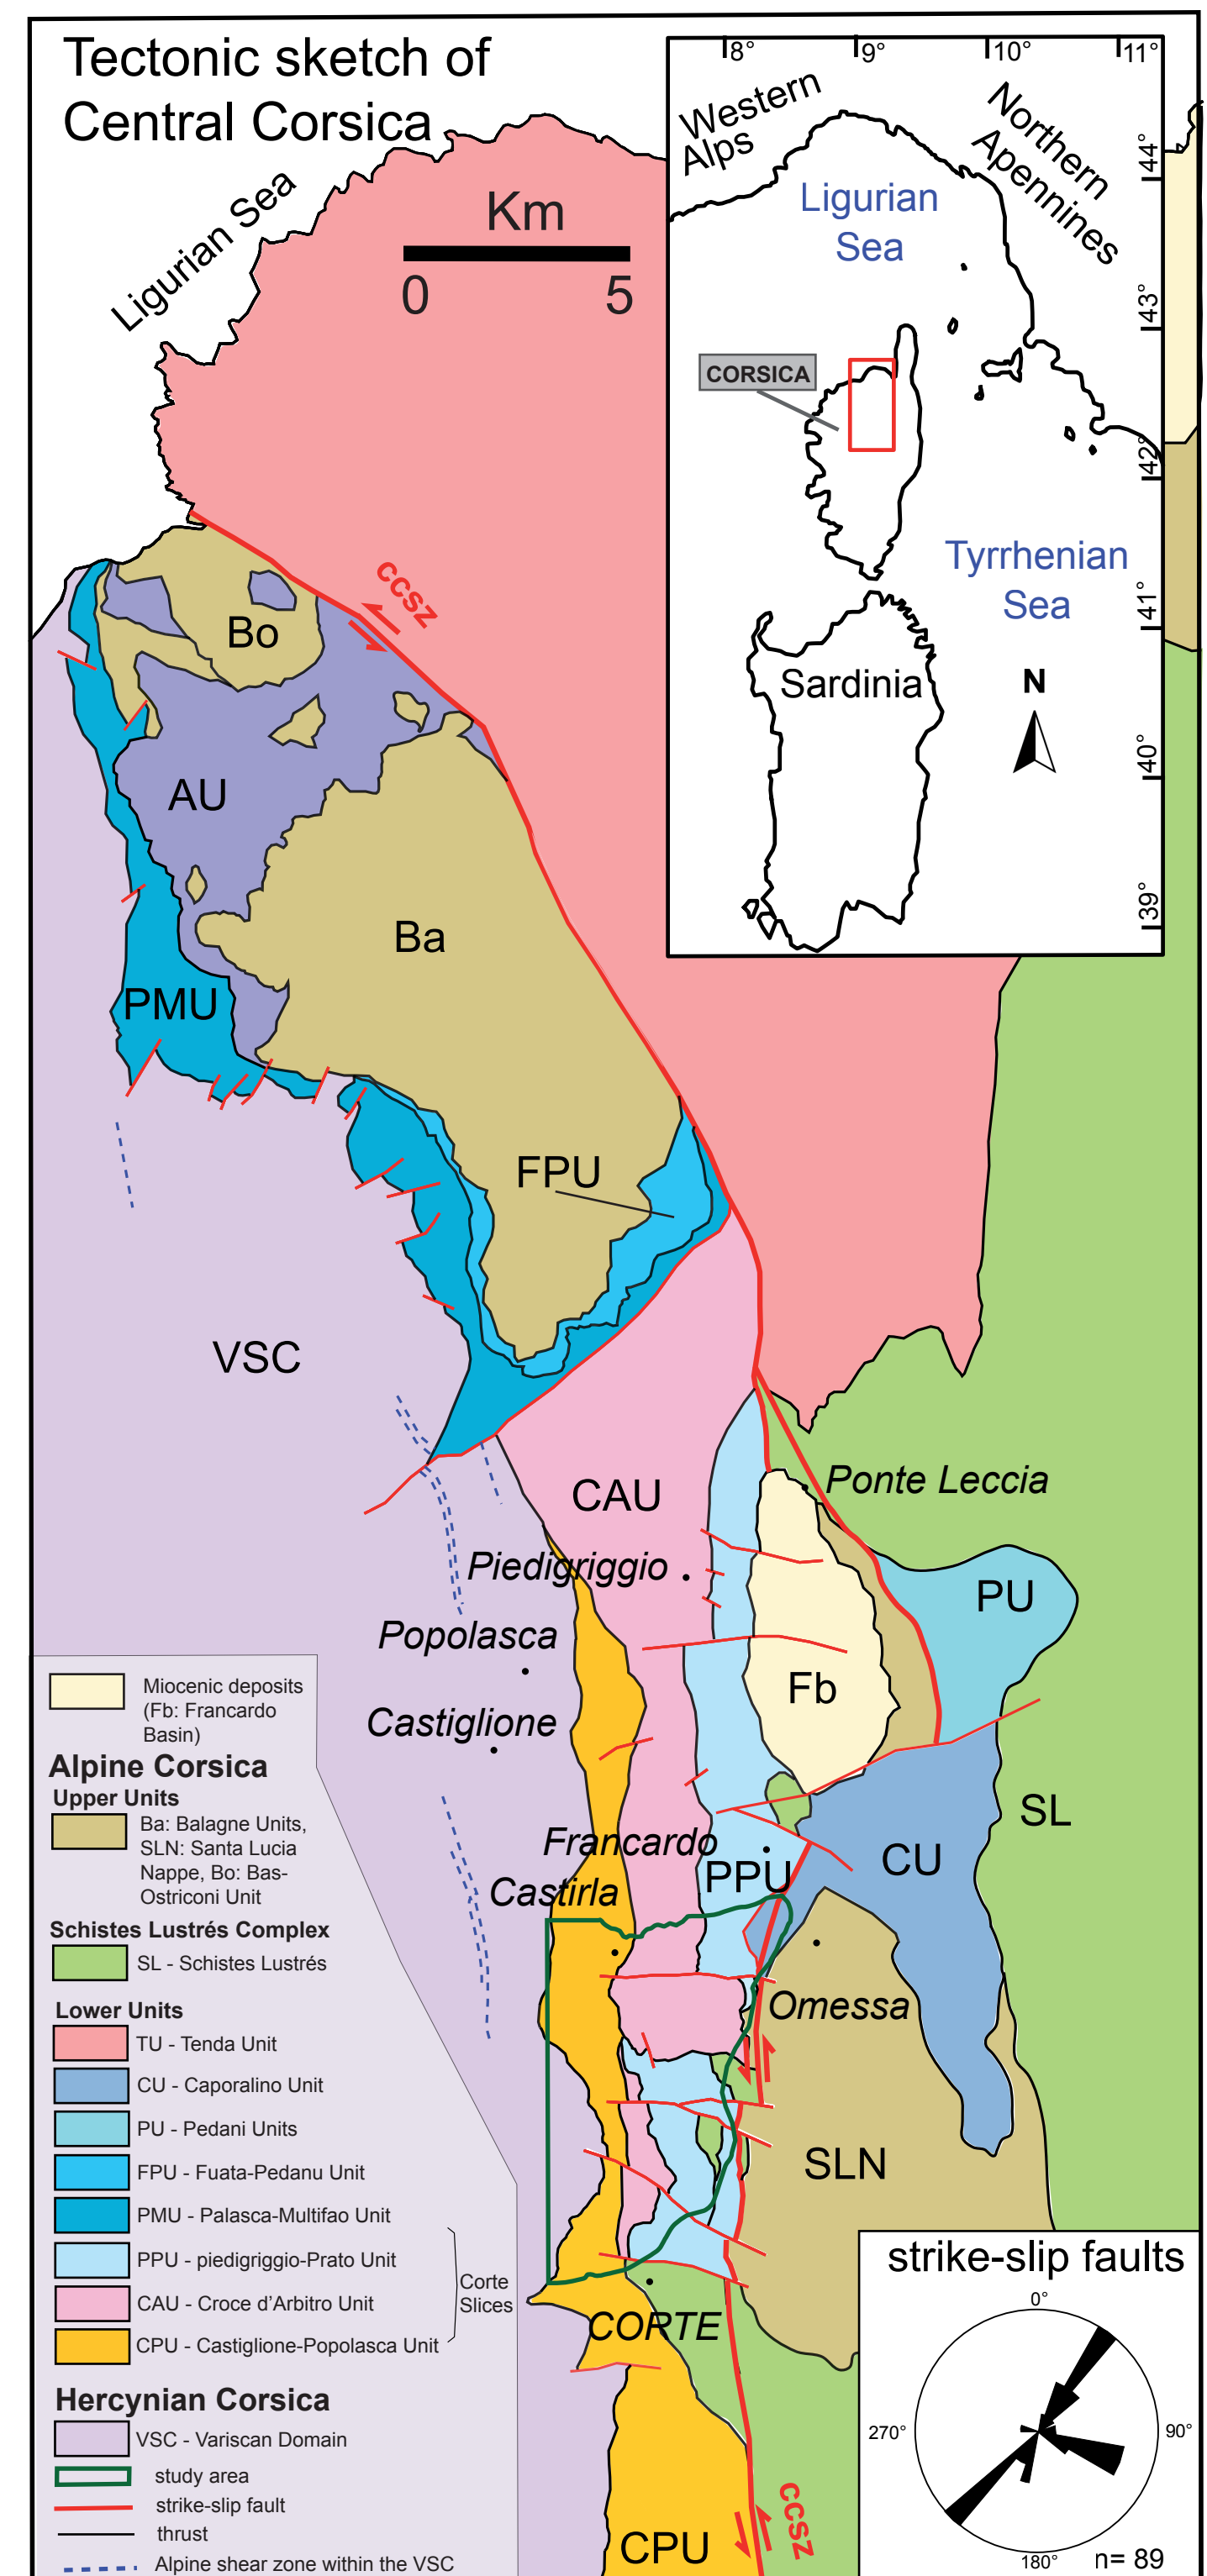 Tectonic sketch of
Central Corsica
Ligurian Sea
Km
0 5
8° 9° 10° 11°
Western
Alps
Northern
Apennines
44°
Ligurian
Sea
43°
CORSICA
42°
Tyrrhenian
Sea
41°
Sardinia
N
40°
39°
ccsz
Bo
AU
Ba
PMU
FPU
VSC
CAU
Ponte Leccia
Piedigriggio
PU
Popolasca
Fb
Castiglione
SL
Francardo
CU
PPU
Castirla
Omessa
SLN
CORTE
ccsz
CPU
Miocenic deposits
(Fb: Francardo
Basin)
Alpine Corsica
Upper Units
Ba: Balagne Units,
SLN: Santa Lucia
Nappe, Bo: Bas-
Ostriconi Unit
Schistes Lustrés Complex
SL - Schistes Lustrés
Lower Units
TU - Tenda Unit
CU - Caporalino Unit
PU - Pedani Units
FPU - Fuata-Pedanu Unit
PMU - Palasca-Multifao Unit
PPU - piedigriggio-Prato Unit
CAU - Croce d'Arbitro Unit
CPU - Castiglione-Popolasca Unit
Corte
Slices
Hercynian Corsica
VSC - Variscan Domain
study area
strike-slip fault
thrust
Alpine shear zone within the VSC
strike-slip faults
0°
270° 90°
180°
n= 89